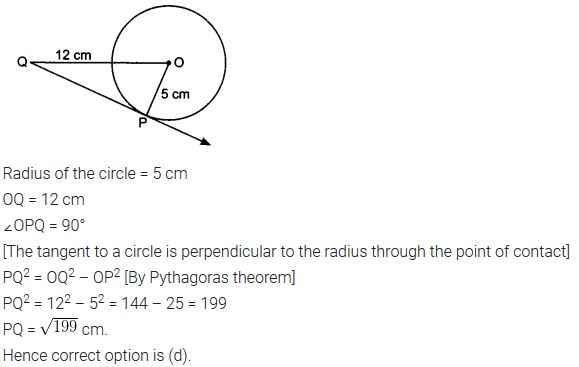 12 cm
Q
O
5 cm
P
Radius of the circle = 5 cm
OQ = 12 cm
∠OPQ = 90°
[The tangent to a circle is perpendicular to the radius through the point of contact]
PQ² = OQ² – OP² [By Pythagoras theorem]
PQ² = 12² – 5² = 144 – 25 = 199
PQ = √199 cm.
Hence correct option is (d).